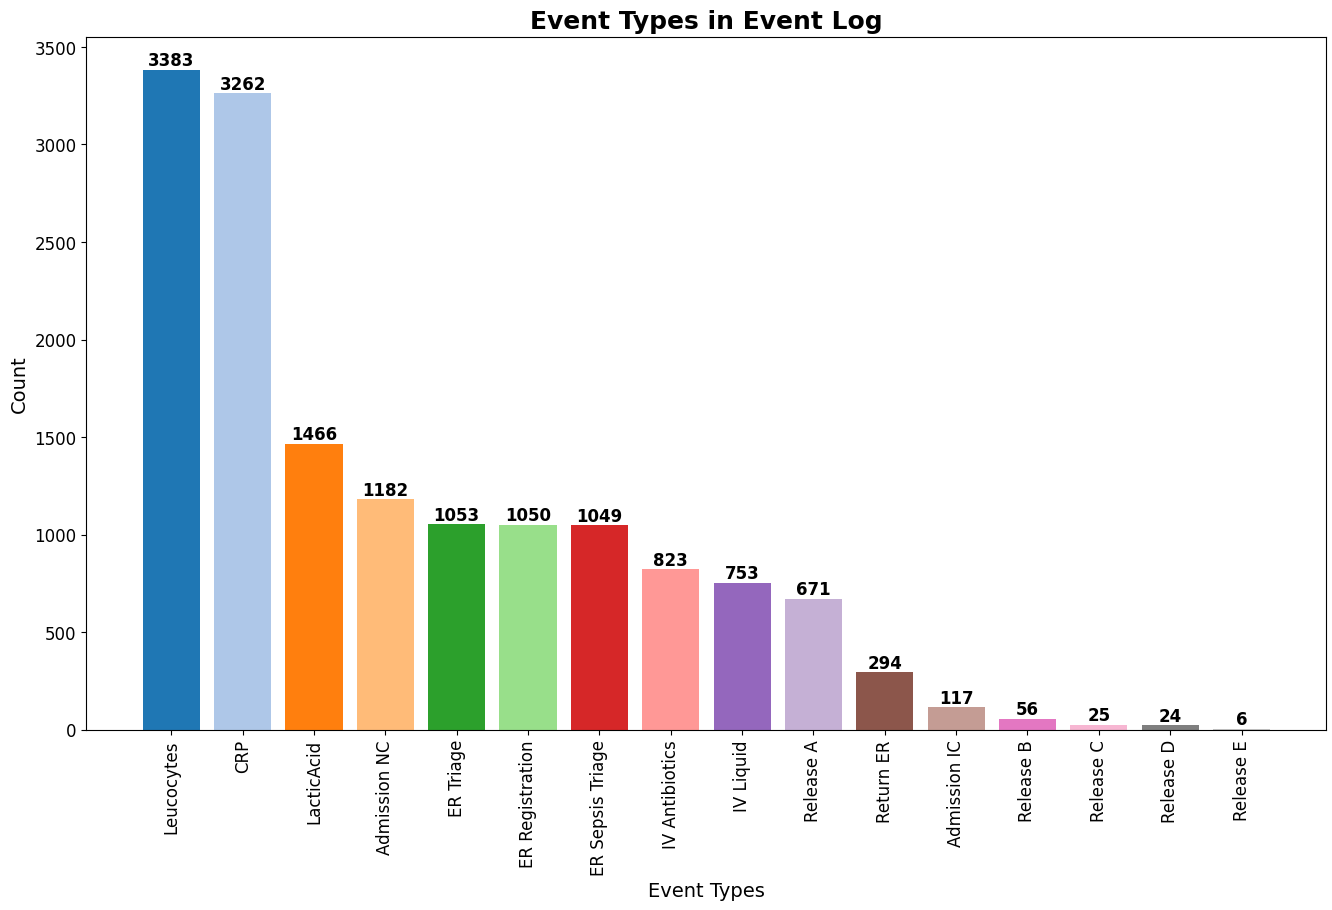 Event Types in Event Log
3500
3000
2500
2000
1500
1000
500
0
Count
3383
3262
1466
1182
1053
1050
1049
823
753
671
294
117
56
25
24
6
Leucocytes
CRP
LacticAcid
Admission NC
ER Triage
ER Registration
ER Sepsis Triage
IV Antibiotics
IV Liquid
Release A
Return ER
Admission IC
Release B
Release C
Release D
Release E
Event Types